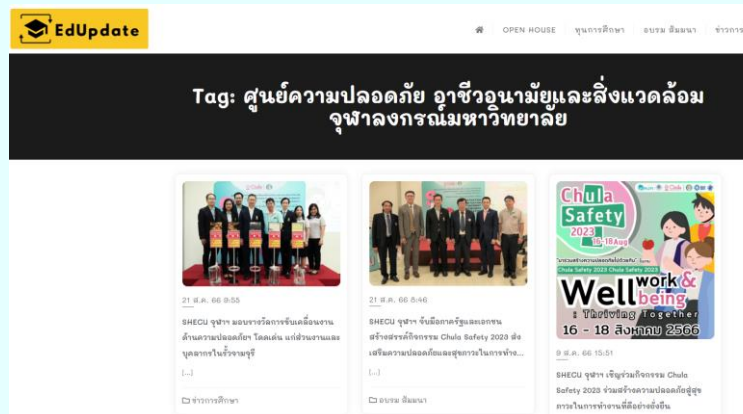 EdUpdate
OPEN HOUSE ทุนการศึกษา อบรม สัมมนา ข่าวการ
Tag: ศูนย์ความปลอดภัย อาชีวอนามัยและสิ่งแวดล้อม
จุฬาลงกรณ์มหาวิทยาลัย
21 ส.ค. 66 9:55
SHECU จุฬาฯ มอบรางวัลการขับเคลื่อนงาน
ด้านความปลอดภัยฯ โดดเด่น แก่ส่วนงานและ
บุคลากรในรั้วจามจุรี
[...]
ข่าวการศึกษา
21 ส.ค. 66 8:46
SHECU จุฬาฯ จับมือภาครัฐและเอกชน
สร้างสรรค์กิจกรรม Chula Safety 2023 ส่ง
เสริมความปลอดภัยและสุขภาวะในการทำง...
[...]
อบรม สัมมนา
Chula
Safety
2023
16-18 Aug
Chula Safety 2023 Chula Safety 2023
Well work &
being
: Thriving Together
16 - 18 สิงหาคม 2566
9 ส.ค. 66 15:51
SHECU จุฬาฯ เชิญร่วมกิจกรรม Chula
Safety 2023 ร่วมสร้างความปลอดภัยสู่สุข
ภาวะในการทำงานที่ดีอย่างยั่งยืน